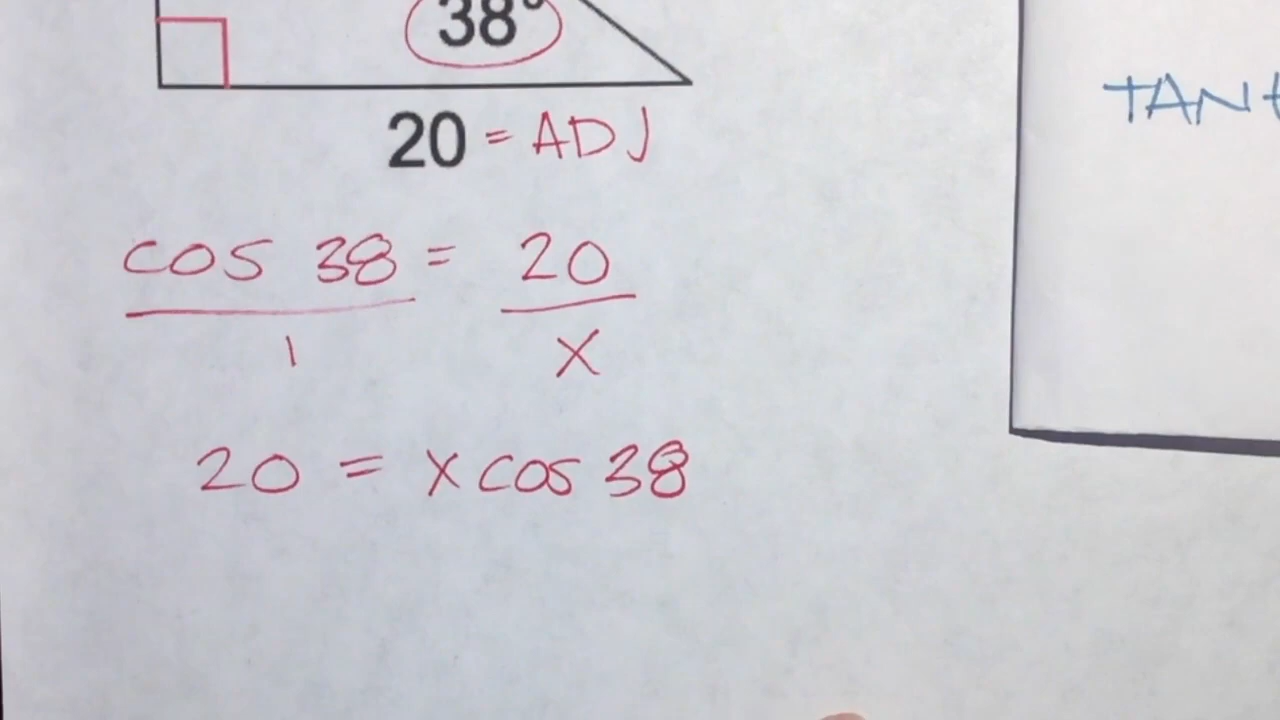 38°
20 = ADJ
cos 38 = 20
1 x
20 = x cos 38
TAN